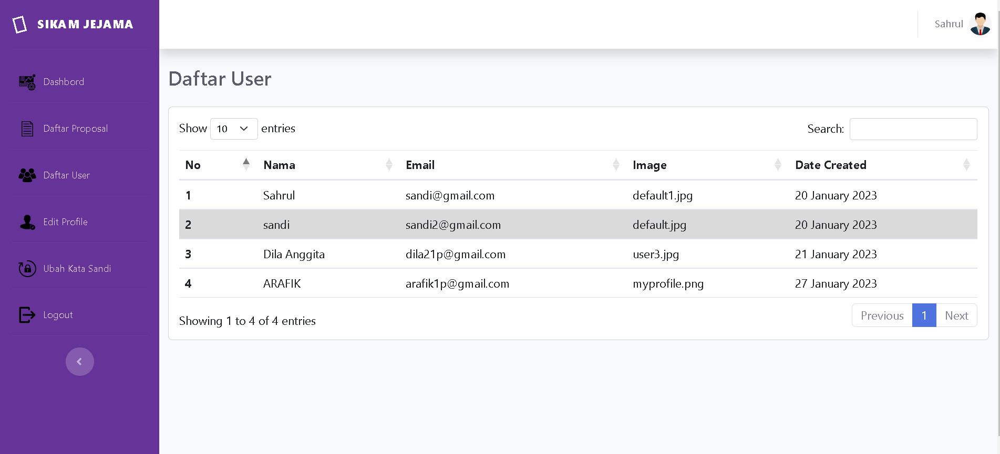 SIKAM JEJAMA
Sahrul
Dashbord
Daftar Proposal
Daftar User
Edit Profile
Ubah Kata Sandi
Logout
Daftar User
Show 10 entries
Search:
No Nama Email Image Date Created
1 Sahrul sandi@gmail.com default1.jpg 20 January 2023
2 sandi sandi2@gmail.com default.jpg 20 January 2023
3 Dila Anggita dila21p@gmail.com user3.jpg 21 January 2023
4 ARAFIK arafik1p@gmail.com myprofile.png 27 January 2023
Showing 1 to 4 of 4 entries
Previous 1 Next